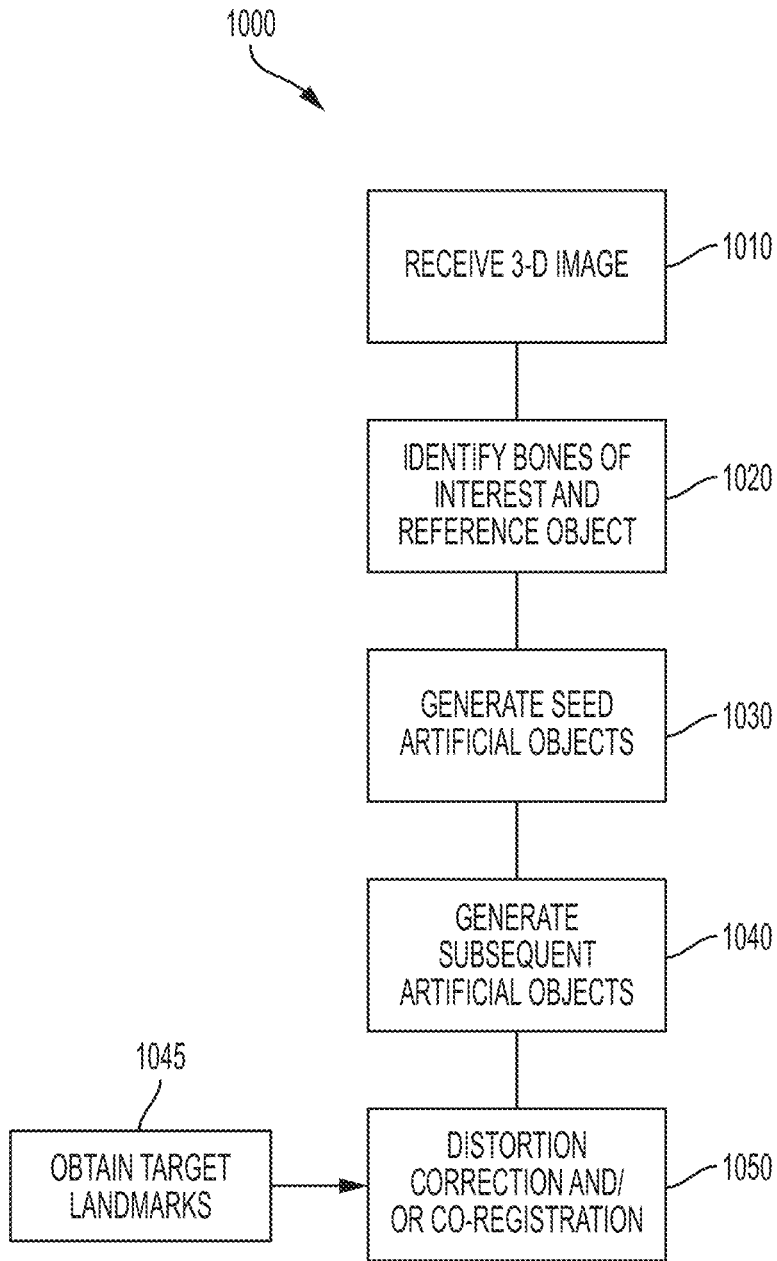 1000
RECEIVE 3-D IMAGE
1010
IDENTIFY BONES OF
INTEREST AND
REFERENCE OBJECT
1020
GENERATE SEED
ARTIFICIAL OBJECTS
1030
GENERATE
SUBSEQUENT
ARTIFICIAL OBJECTS
1040
1045
OBTAIN TARGET
LANDMARKS
DISTORTION
CORRECTION AND/
OR CO-REGISTRATION
1050